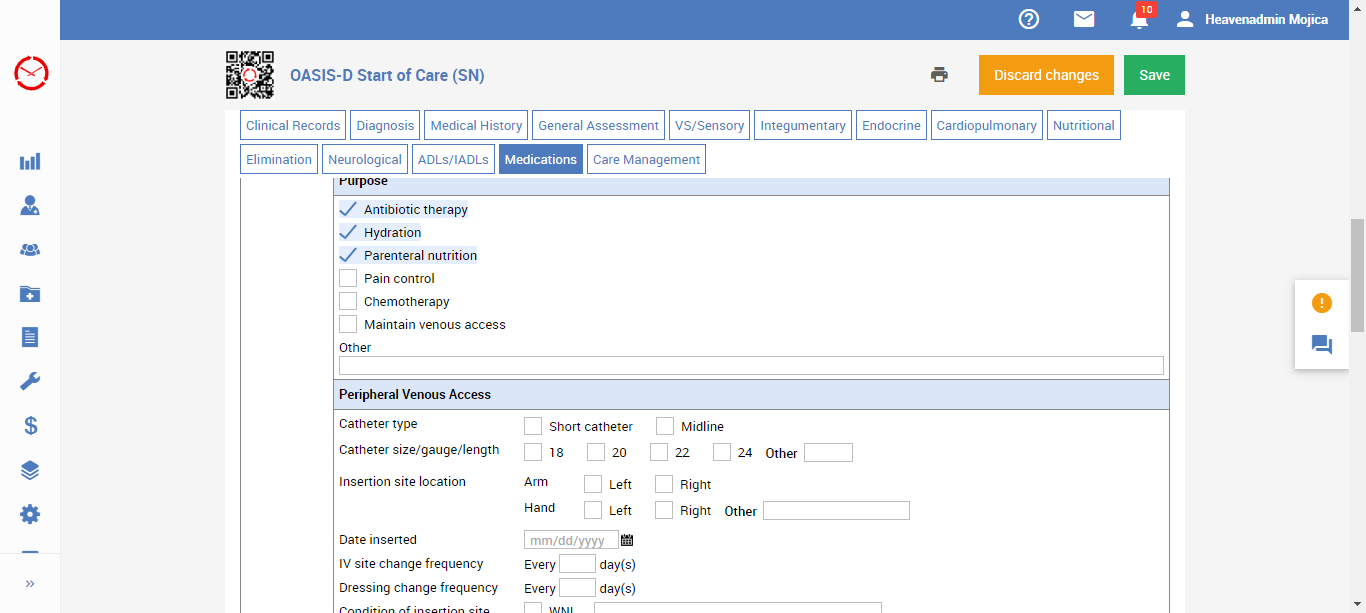 10
Heavenadmin Mojica
OASIS-D Start of Care (SN)
Discard changes
Save
Clinical Records
Diagnosis
Medical History
General Assessment
VS/Sensory
Integumentary
Endocrine
Cardiopulmonary
Nutritional
Elimination
Neurological
ADLs/IADLs
Medications
Care Management
Purpose
Antibiotic therapy
Hydration
Parenteral nutrition
Pain control
Chemotherapy
Maintain venous access
Other
Peripheral Venous Access
Catheter type Short catheter Midline
Catheter size/gauge/length 18 20 22 24 Other
Insertion site location Arm Left Right
Hand Left Right Other
Date inserted mm/dd/yyyy
IV site change frequency Every day(s)
Dressing change frequency Every day(s)
Condition of insertion site WNL